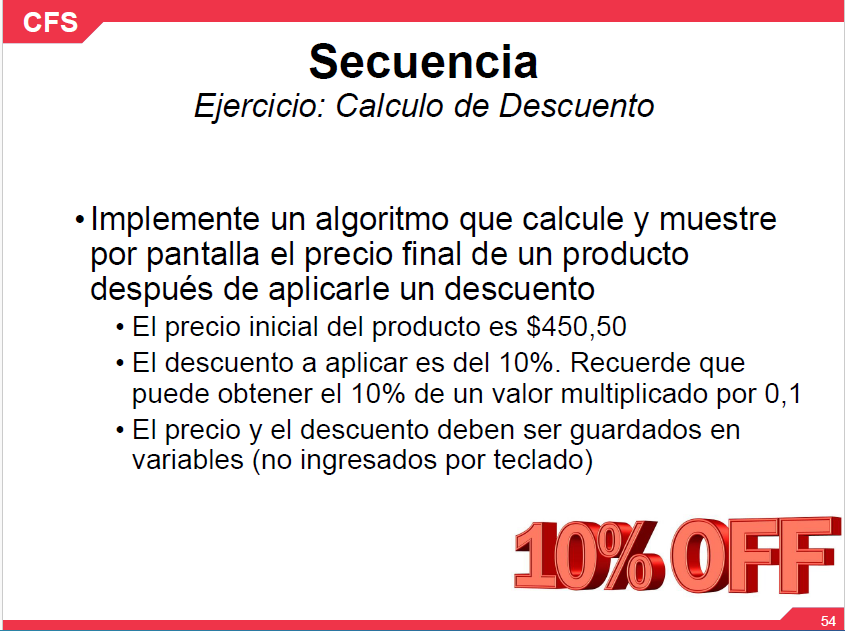 CFS
Secuencia
Ejercicio: Calculo de Descuento
• Implemente un algoritmo que calcule y muestre
por pantalla el precio final de un producto
después de aplicarle un descuento
• El precio inicial del producto es $450,50
• El descuento a aplicar es del 10%. Recuerde que
puede obtener el 10% de un valor multiplicado por 0,1
• El precio y el descuento deben ser guardados en
variables (no ingresados por teclado)
10% OFF
54